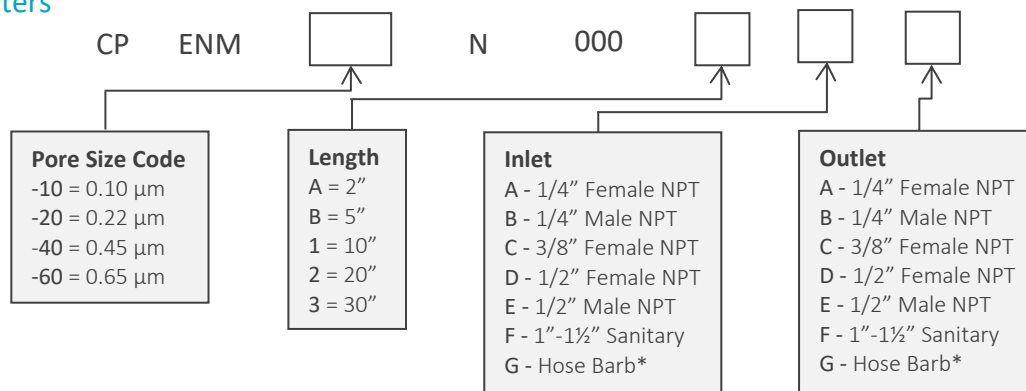 CP ENM N 000
Pore Size Code
-10 = 0.10 µm
-20 = 0.22 µm
-40 = 0.45 µm
-60 = 0.65 µm
Length
A = 2”
B = 5”
1 = 10”
2 = 20”
3 = 30”
Inlet
A - 1/4” Female NPT
B - 1/4” Male NPT
C - 3/8” Female NPT
D - 1/2” Female NPT
E - 1/2” Male NPT
F - 1”-1½” Sanitary
G - Hose Barb*
Outlet
A - 1/4” Female NPT
B - 1/4” Male NPT
C - 3/8” Female NPT
D - 1/2” Female NPT
E - 1/2” Male NPT
F - 1”-1½” Sanitary
G - Hose Barb*